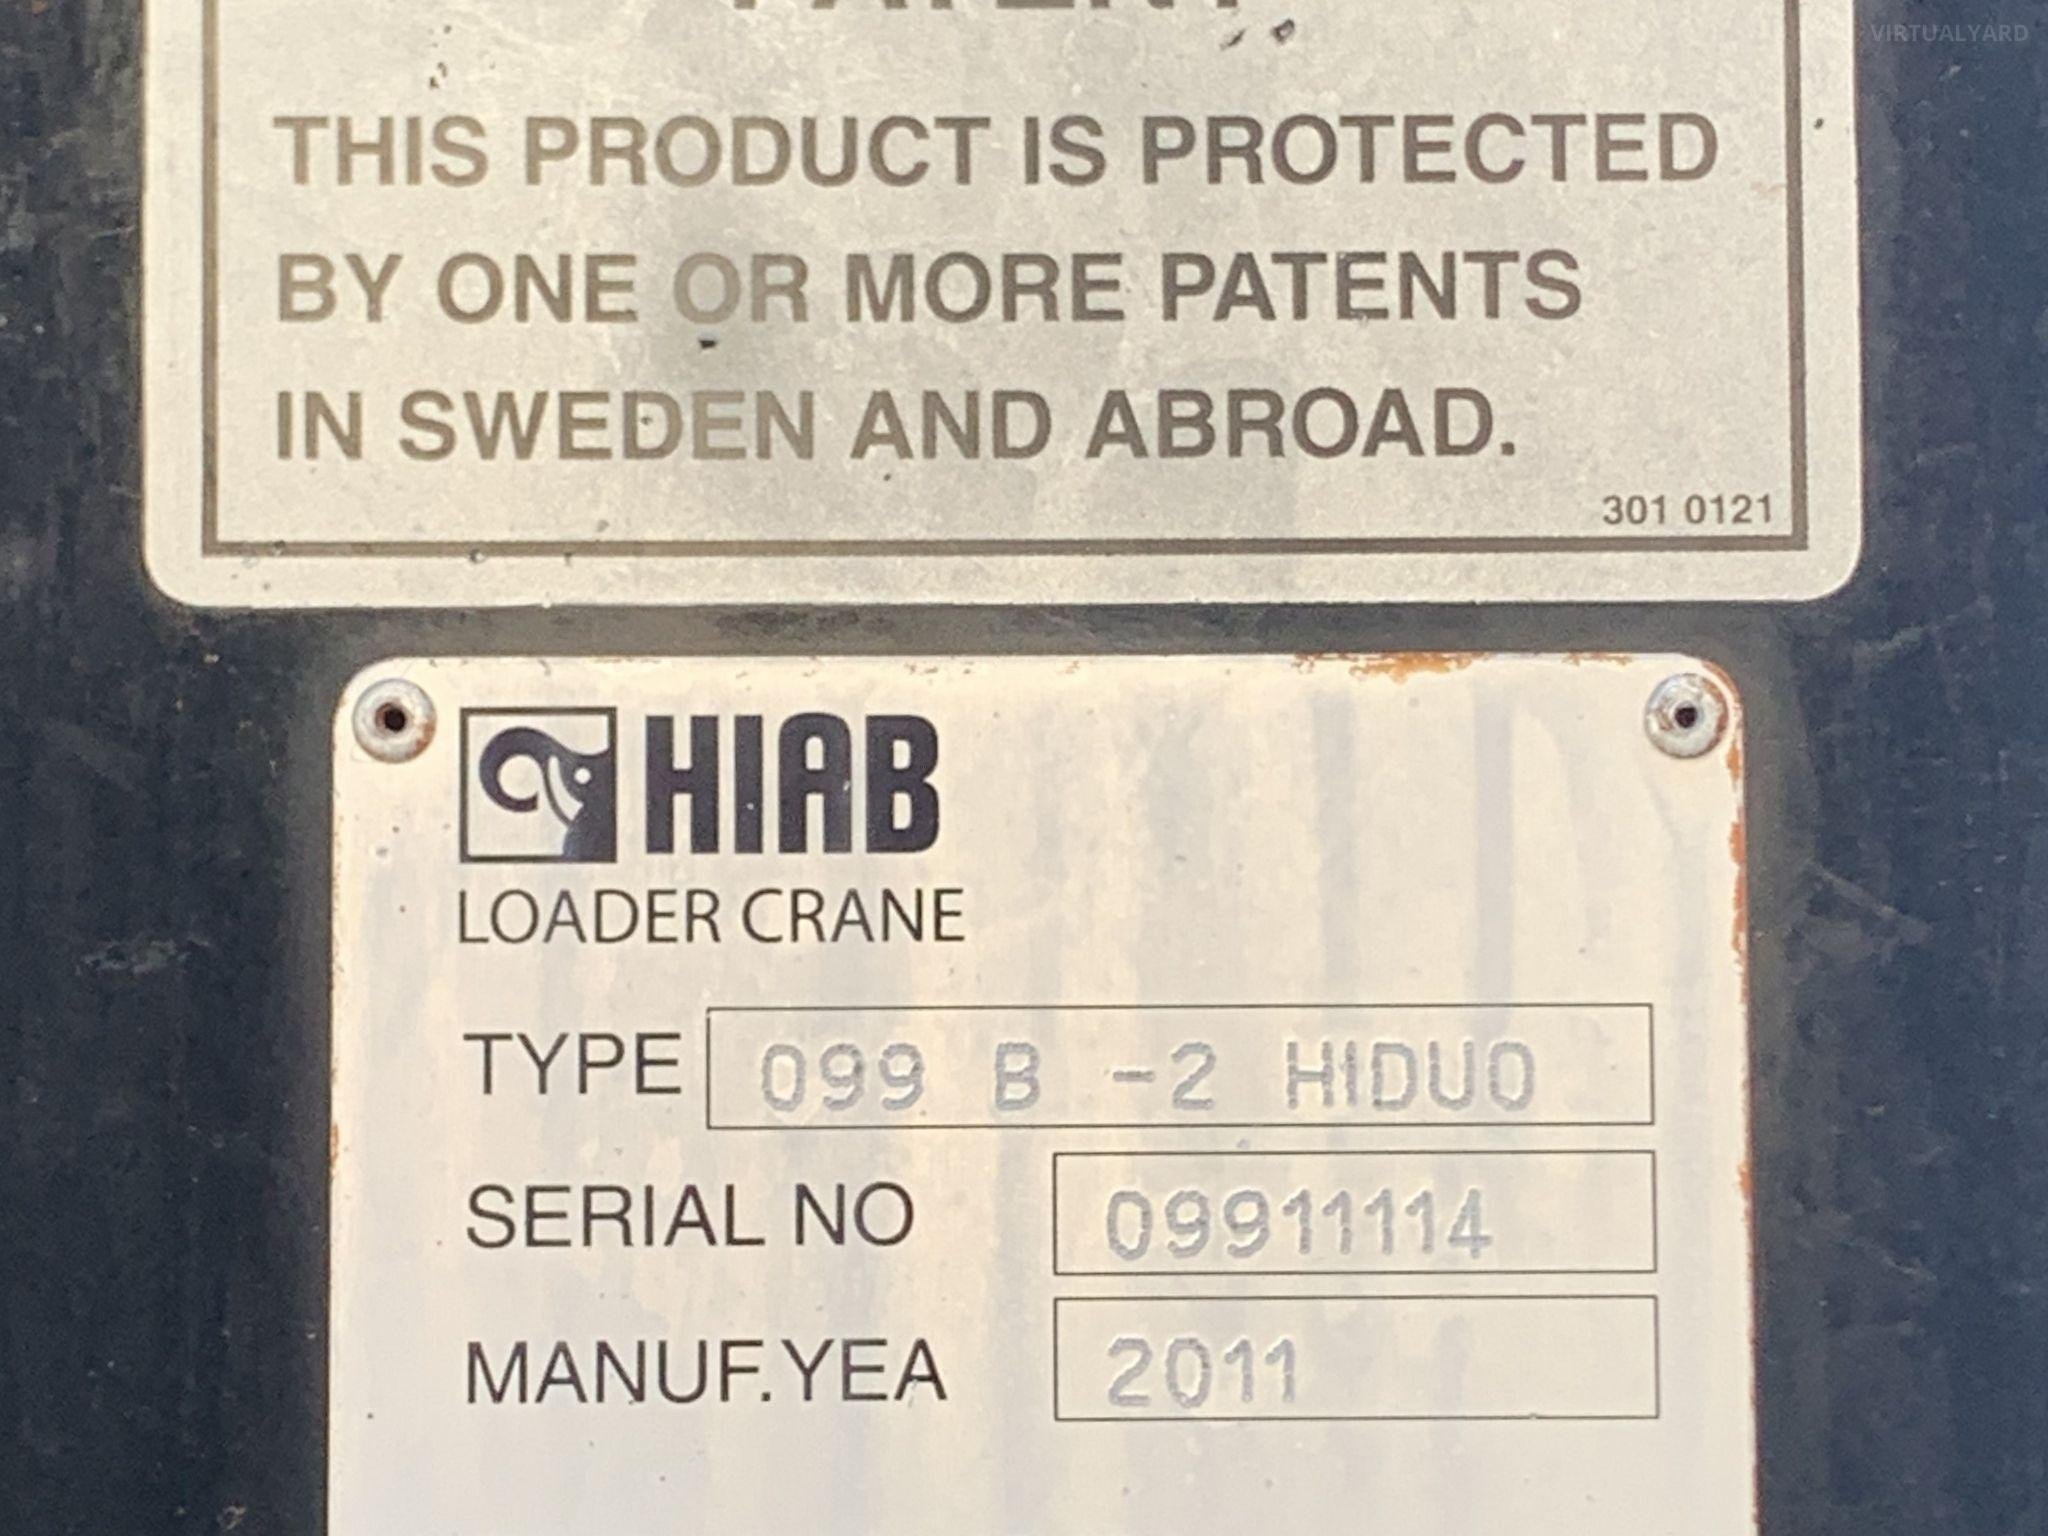 VIRTUALYARD
PATENT
THIS PRODUCT IS PROTECTED
BY ONE OR MORE PATENTS
IN SWEDEN AND ABROAD.
301 0121
HIAB
LOADER CRANE
TYPE 099 B -2 HIDUO
SERIAL NO 09911114
MANUF.YEA 2011